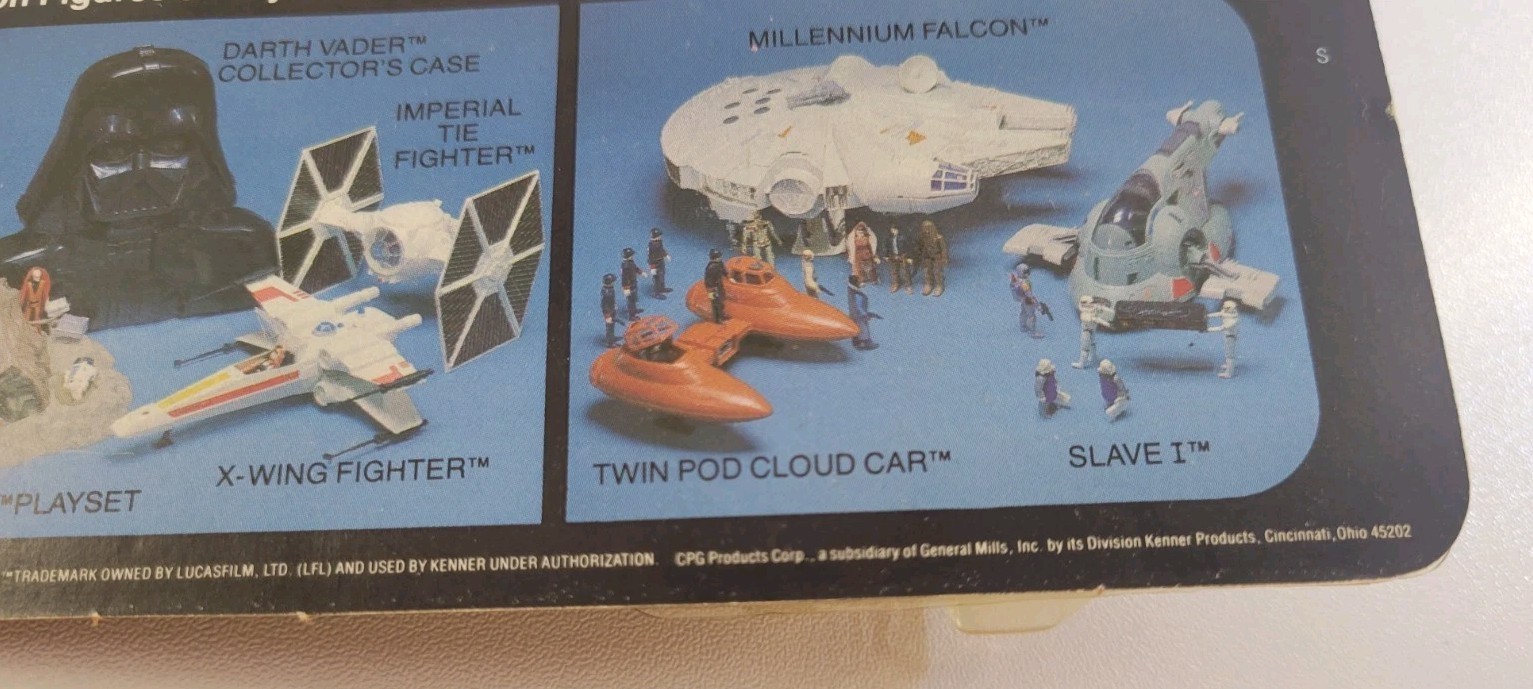 DARTH VADER™
COLLECTOR'S CASE
IMPERIAL
TIE
FIGHTER™
X-WING FIGHTER™
™PLAYSET
MILLENNIUM FALCON™
TWIN POD CLOUD CAR™
SLAVE I™
S
™TRADEMARK OWNED BY LUCASFILM, LTD. (LFL) AND USED BY KENNER UNDER AUTHORIZATION. CPG Products Corp., a subsidiary of General Mills, Inc. by its Division Kenner Products, Cincinnati, Ohio 45202